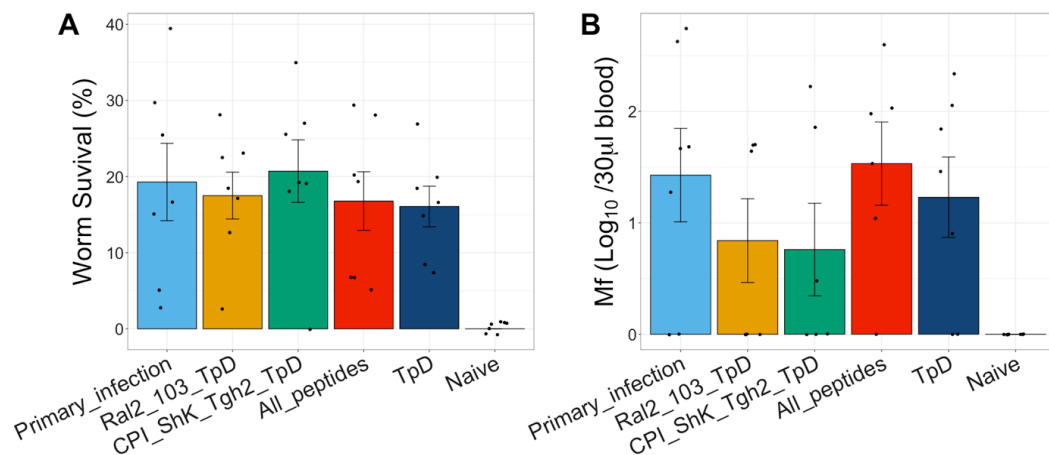 A
Worm Suvival (%)
40
30
20
10
0
Primary_infection
Ral2_103_TpD
CPI_ShK_Tgh2_TpD
All_peptides
TpD
Naive
B
Mf (Log10 /30μl blood)
2
1
0
Primary_infection
Ral2_103_TpD
CPI_ShK_Tgh2_TpD
All_peptides
TpD
Naive